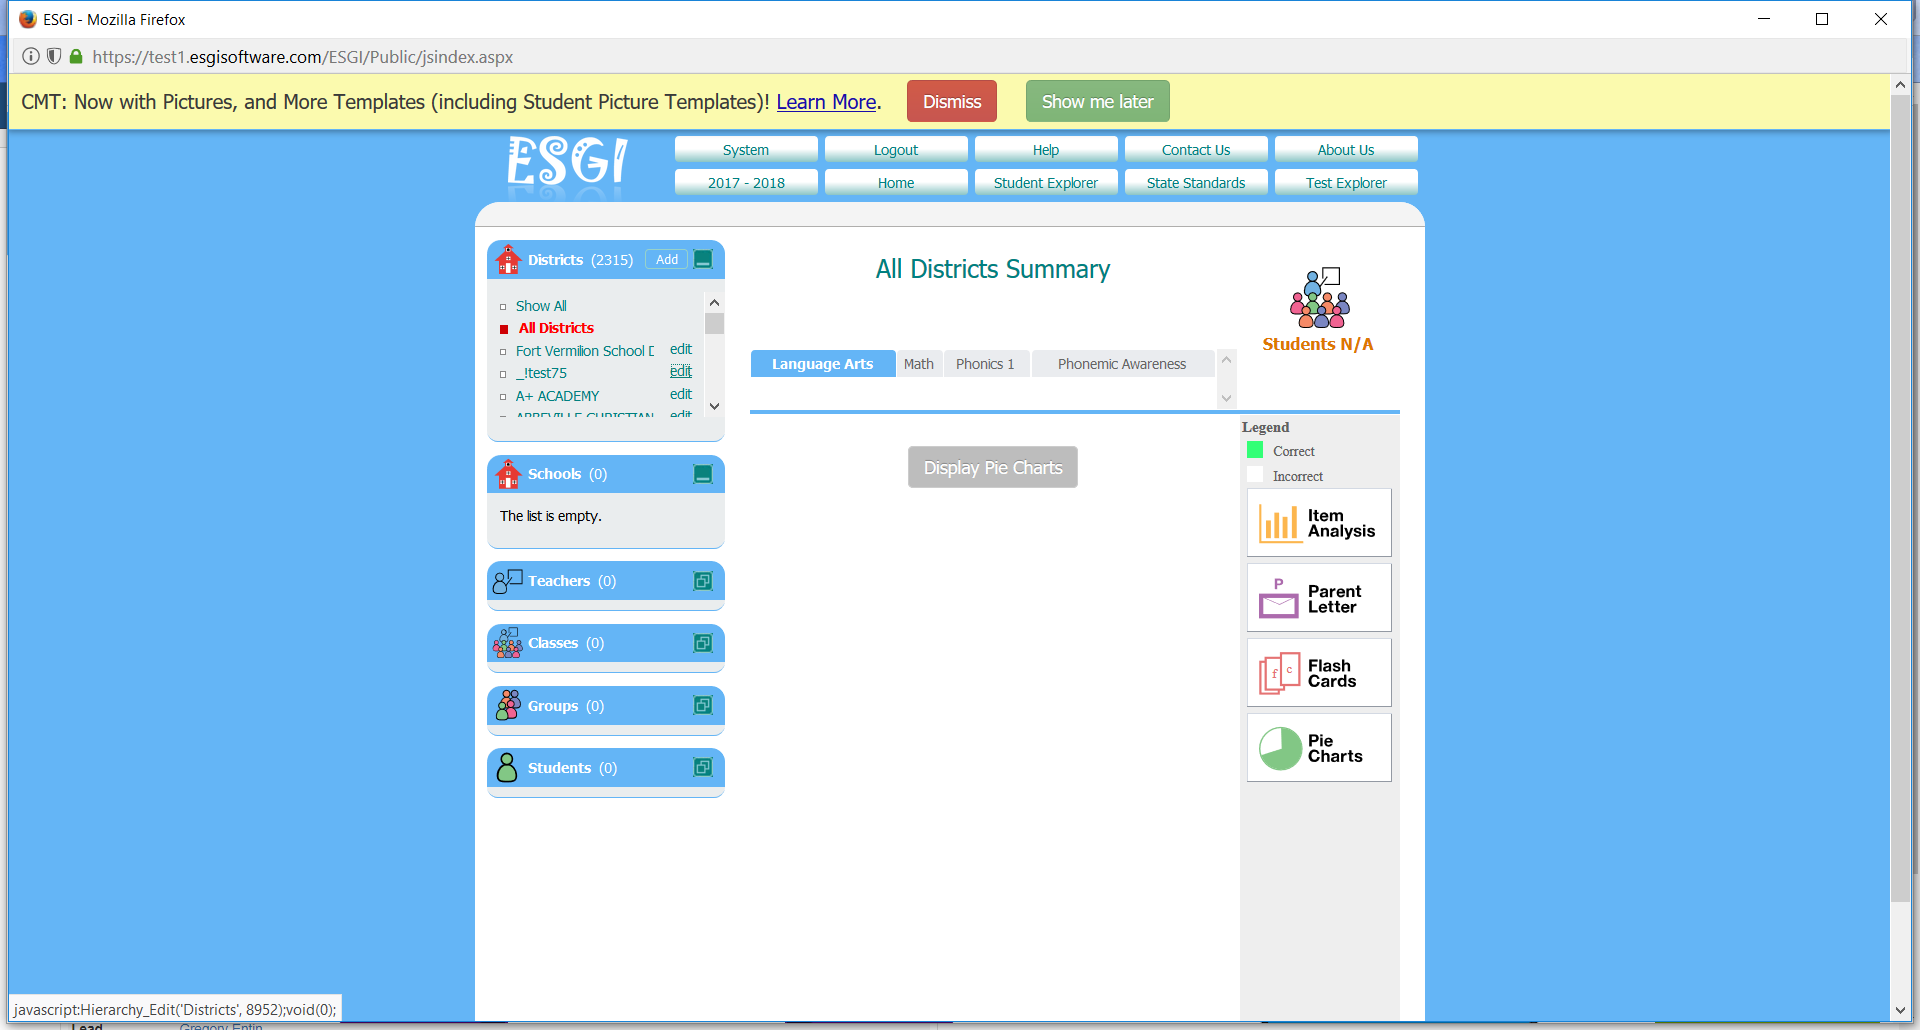 ESGI - Mozilla Firefox
https://test1.esgisoftware.com/ESGI/Public/jsindex.aspx
CMT: Now with Pictures, and More Templates (including Student Picture Templates)! Learn More. Dismiss Show me later
ESGI
System Logout Help Contact Us About Us
2017 - 2018 Home Student Explorer State Standards Test Explorer
Districts (2315) Add
Show All
All Districts
Fort Vermilion School D edit
_!test75 edit
A+ ACADEMY edit
ABBEVILLE CHRISTIAN edit
Schools (0)
The list is empty.
Teachers (0)
Classes (0)
Groups (0)
Students (0)
All Districts Summary
Students N/A
Language Arts Math Phonics 1 Phonemic Awareness
Display Pie Charts
Legend
Correct
Incorrect
Item
Analysis
P
Parent
Letter
f c
Flash
Cards
Pie
Charts
javascript:Hierarchy_Edit('Districts', 8952);void(0);
Lead Gregory Entin